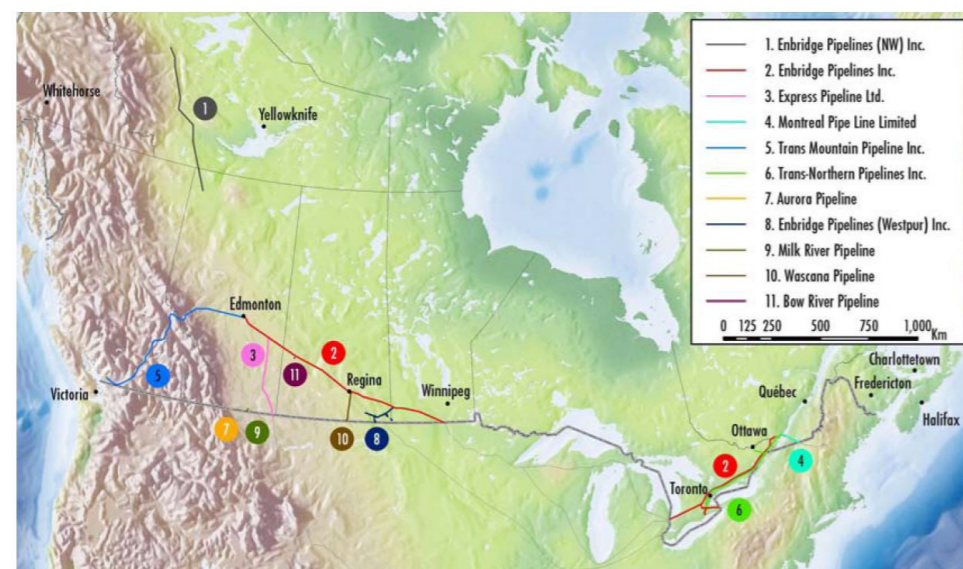 1. Enbridge Pipelines (NW) Inc.
2. Enbridge Pipelines Inc.
3. Express Pipeline Ltd.
4. Montreal Pipe Line Limited
5. Trans Mountain Pipeline Inc.
6. Trans-Northern Pipelines Inc.
7. Aurora Pipeline
8. Enbridge Pipelines (Westpur) Inc.
9. Milk River Pipeline
10. Wascana Pipeline
11. Bow River Pipeline
0 125 250 500 750 1,000 Km
Whitehorse
1
Yellowknife
Edmonton
3
2
11
5
Regina
Victoria
Winnipeg
7
9
10
8
Charlottetown
Québec
Fredericton
Halifax
Ottawa
2
4
Toronto
6